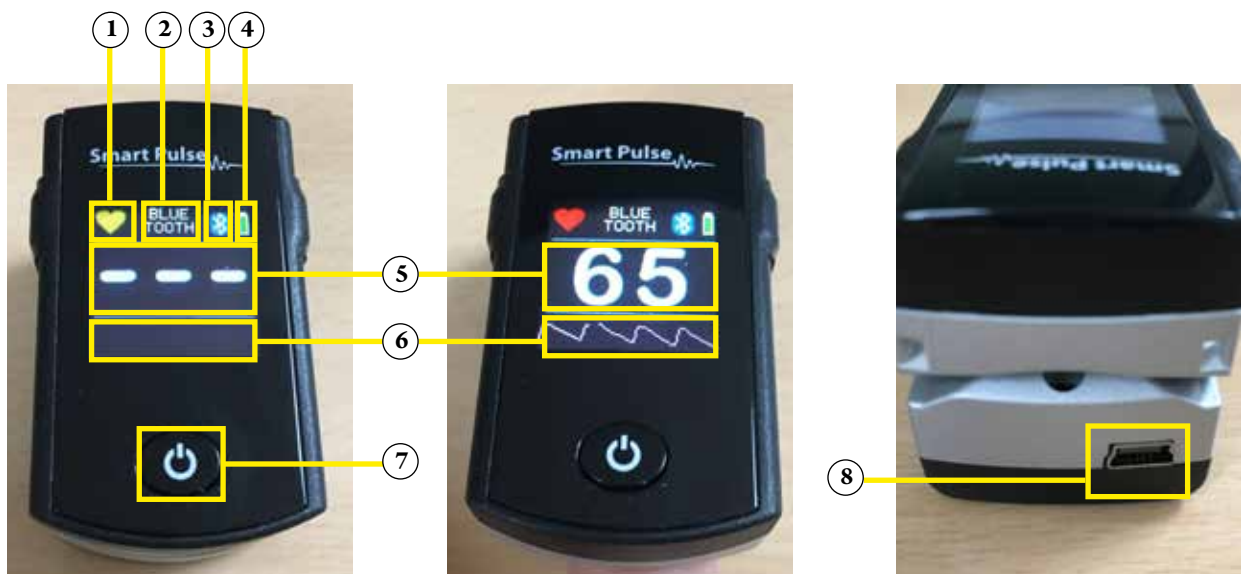 1 2 3 4
Smart Pulse
BLUE
TOOTH
- - -
5
6
7
Smart Pulse
BLUE
TOOTH
65
Smart Pulse
8